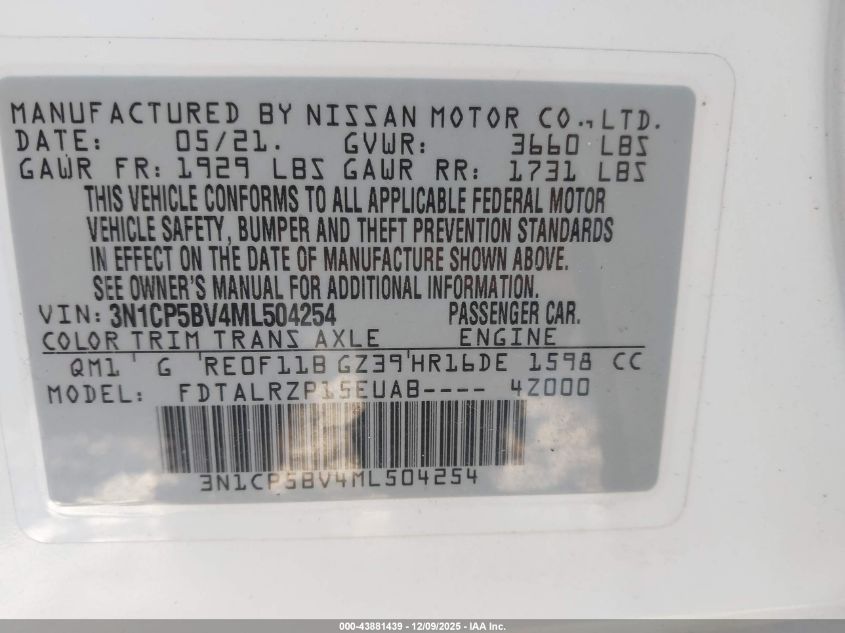 MANUFACTURED BY NISSAN MOTOR CO., LTD.
DATE: 05/21. GVWR: 3660 LBS
GAWR FR: 1929 LBS GAWR RR: 1731 LBS
THIS VEHICLE CONFORMS TO ALL APPLICABLE FEDERAL MOTOR
VEHICLE SAFETY, BUMPER AND THEFT PREVENTION STANDARDS
IN EFFECT ON THE DATE OF MANUFACTURE SHOWN ABOVE.
SEE OWNER'S MANUAL FOR ADDITIONAL INFORMATION.
VIN: 3N1CP5BV4ML504254 PASSENGER CAR.
COLOR TRIM TRANS AXLE ENGINE
QM1 ' G 'RE0F11B GZ39'HR16DE 1598 CC
MODEL: FDTALRZP15EUAB---- 4Z000
3N1CP5BV4ML504254
000-43881439 - 12/09/2025 - IAA Inc.